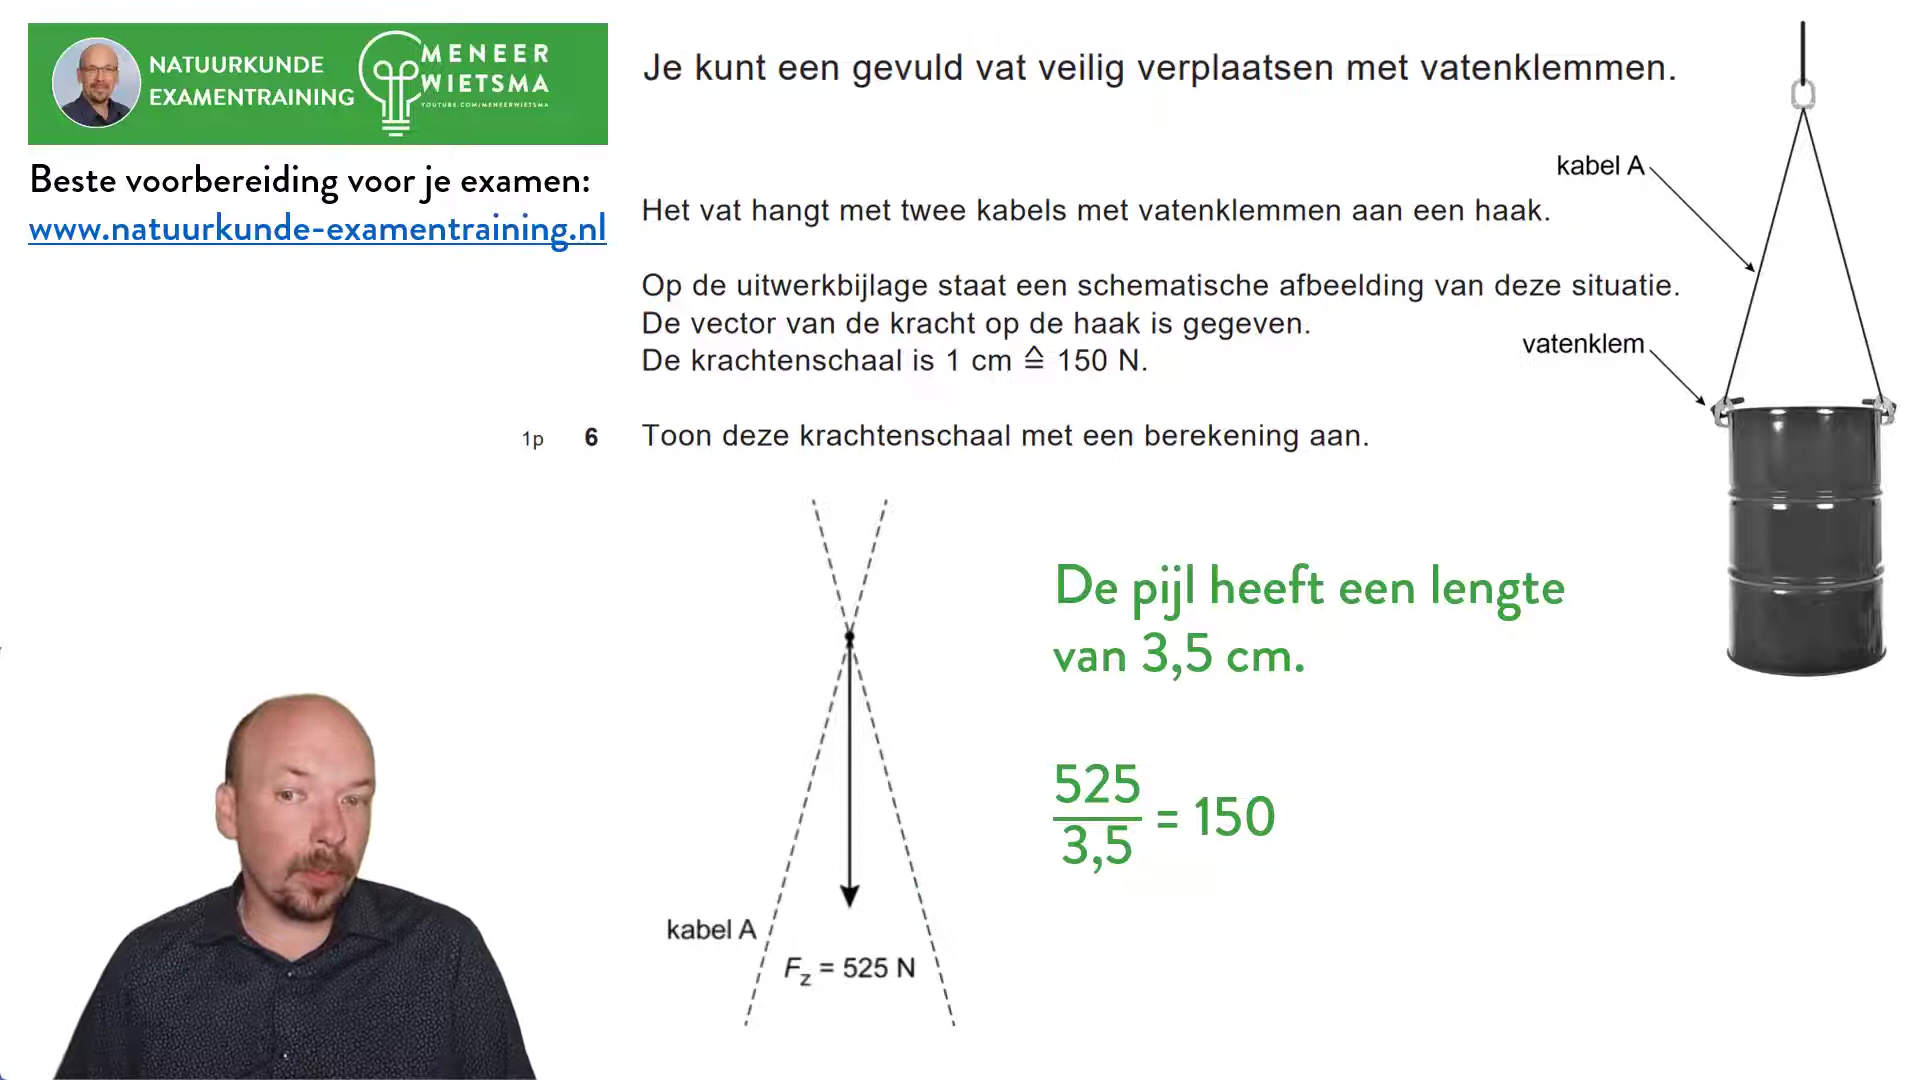 NATUURKUNDE
EXAMENTRAINING
MENEER
WIETSMA
YOUTUBE.COM/MENEERWIETSMA
Beste voorbereiding voor je examen:
www.natuurkunde-examentraining.nl
Je kunt een gevuld vat veilig verplaatsen met vatenklemmen.
Het vat hangt met twee kabels met vatenklemmen aan een haak.
Op de uitwerkbijlage staat een schematische afbeelding van deze situatie.
De vector van de kracht op de haak is gegeven.
De krachtenschaal is 1 cm ≙ 150 N.
1p 6 Toon deze krachtenschaal met een berekening aan.
kabel A
vatenklem
De pijl heeft een lengte
van 3,5 cm.
525
3,5
= 150
kabel A
Fz = 525 N